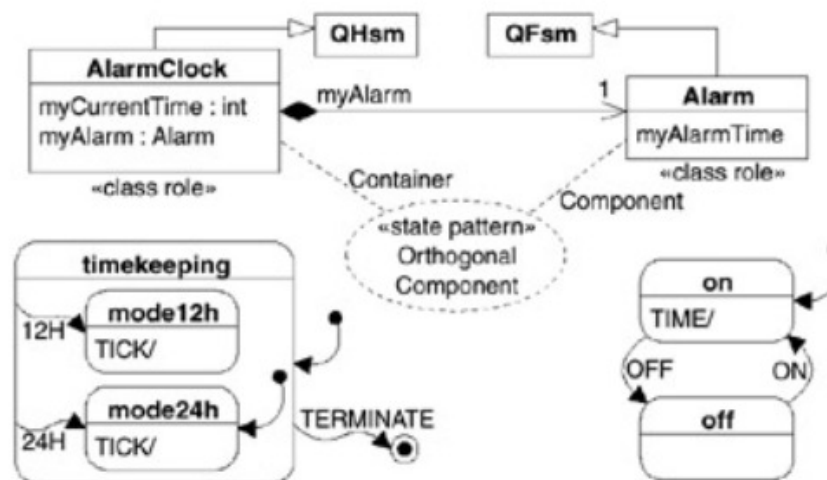 QHsm
QFsm
AlarmClock
myCurrentTime : int
myAlarm : Alarm
«class role»
myAlarm
1
Alarm
myAlarmTime
«class role»
Container
Component
«state pattern»
Orthogonal
Component
timekeeping
12H
mode12h
TICK/
24H
mode24h
TICK/
TERMINATE
on
TIME/
OFF
ON
off